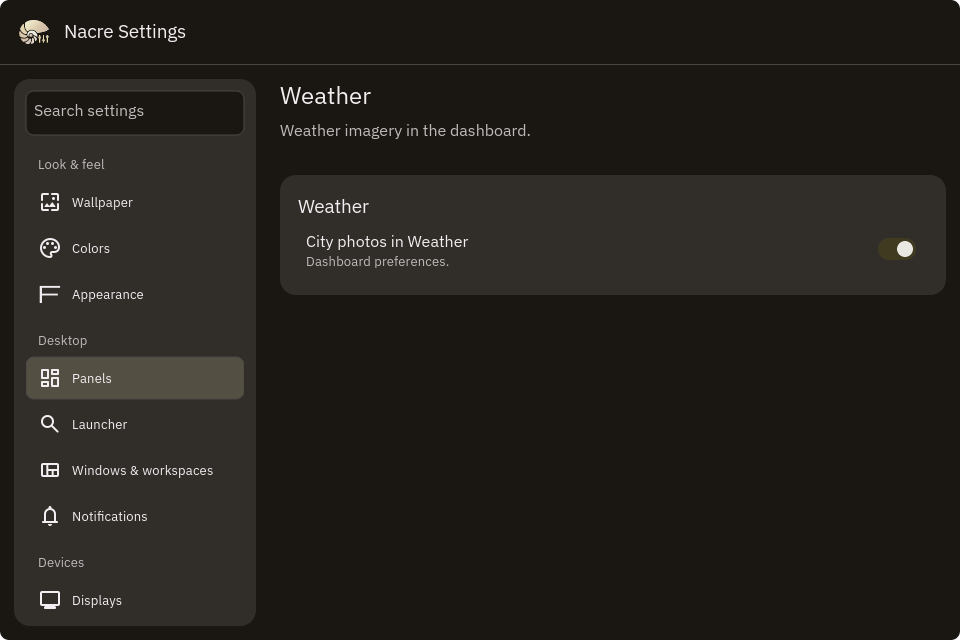 Nacre Settings
Search settings
Look & feel
Wallpaper
Colors
Appearance
Desktop
Panels
Launcher
Windows & workspaces
Notifications
Devices
Displays
Weather
Weather imagery in the dashboard.
Weather
City photos in Weather
Dashboard preferences.